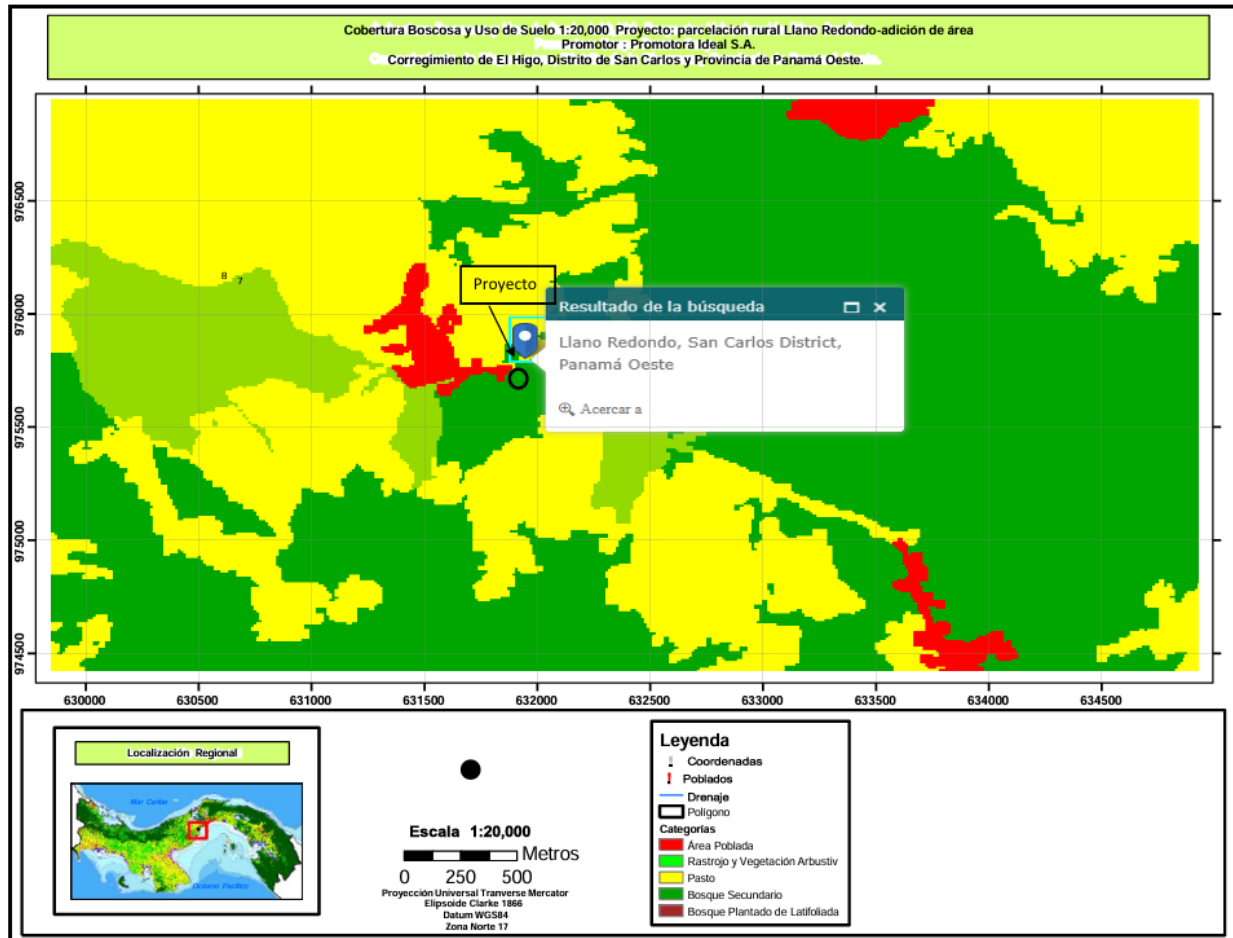 Cobertura Boscosa y Uso de Suelo 1:20,000 Proyecto: parcelación rural Llano Redondo-adición de área
Promotor : Promotora Ideal S.A.
Corregimiento de El Higo, Distrito de San Carlos y Provincia de Panamá Oeste.
976500
976000
975500
975000
974500
8
7
Proyecto
Resultado de la búsqueda
Llano Redondo, San Carlos District,
Panamá Oeste
Acercar a
630000 630500 631000 631500 632000 632500 633000 633500 634000 634500
Localización Regional
Mar Caribe
Océano Pacífico
Escala 1:20,000
Metros
0 250 500
Proyección Universal Tranverse Mercator
Elipsoide Clarke 1866
Datum WGS84
Zona Norte 17
Leyenda
Coordenadas
Poblados
Drenaje
Polígono
Categorías
Área Poblada
Rastrojo y Vegetación Arbustiv
Pasto
Bosque Secundario
Bosque Plantado de Latifoliada